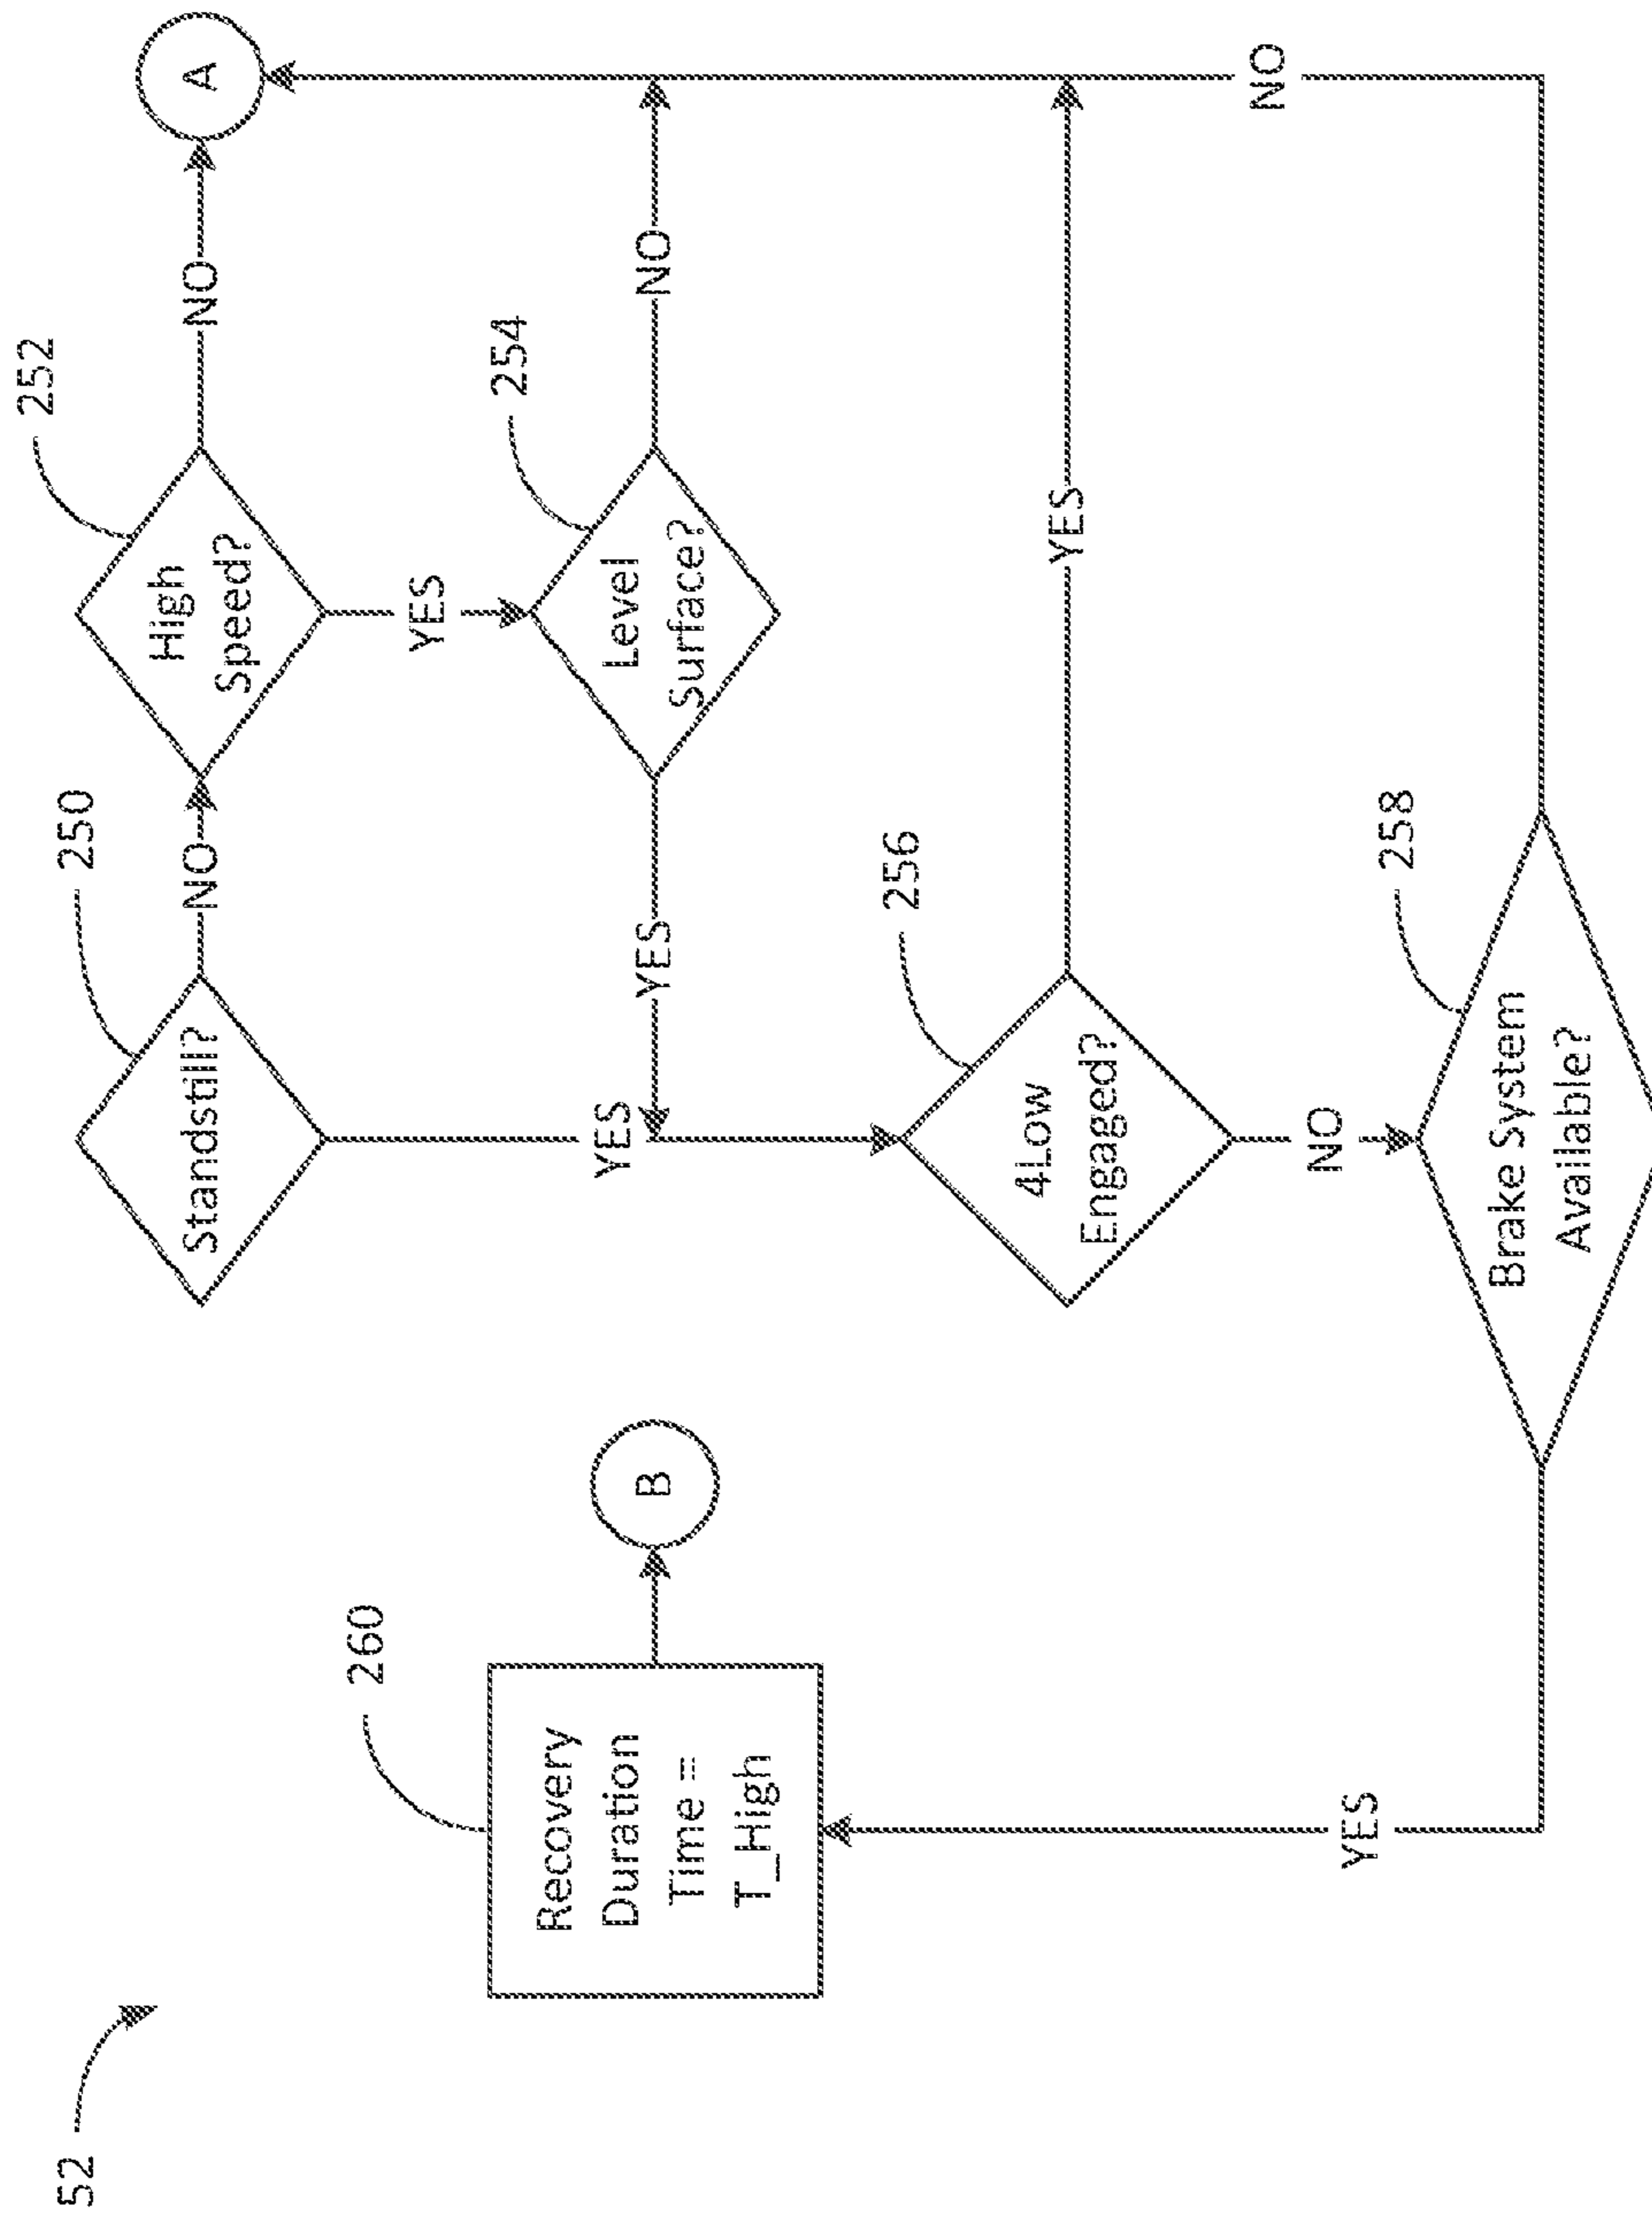 52
250
Standstill?
NO
252
High
Speed?
NO
A
YES
254
Level
Surface?
NO
YES
YES
260
Recovery
Duration
Time =
T_High
B
256
4Low
Engaged?
YES
NO
258
Brake System
Available?
YES
NO